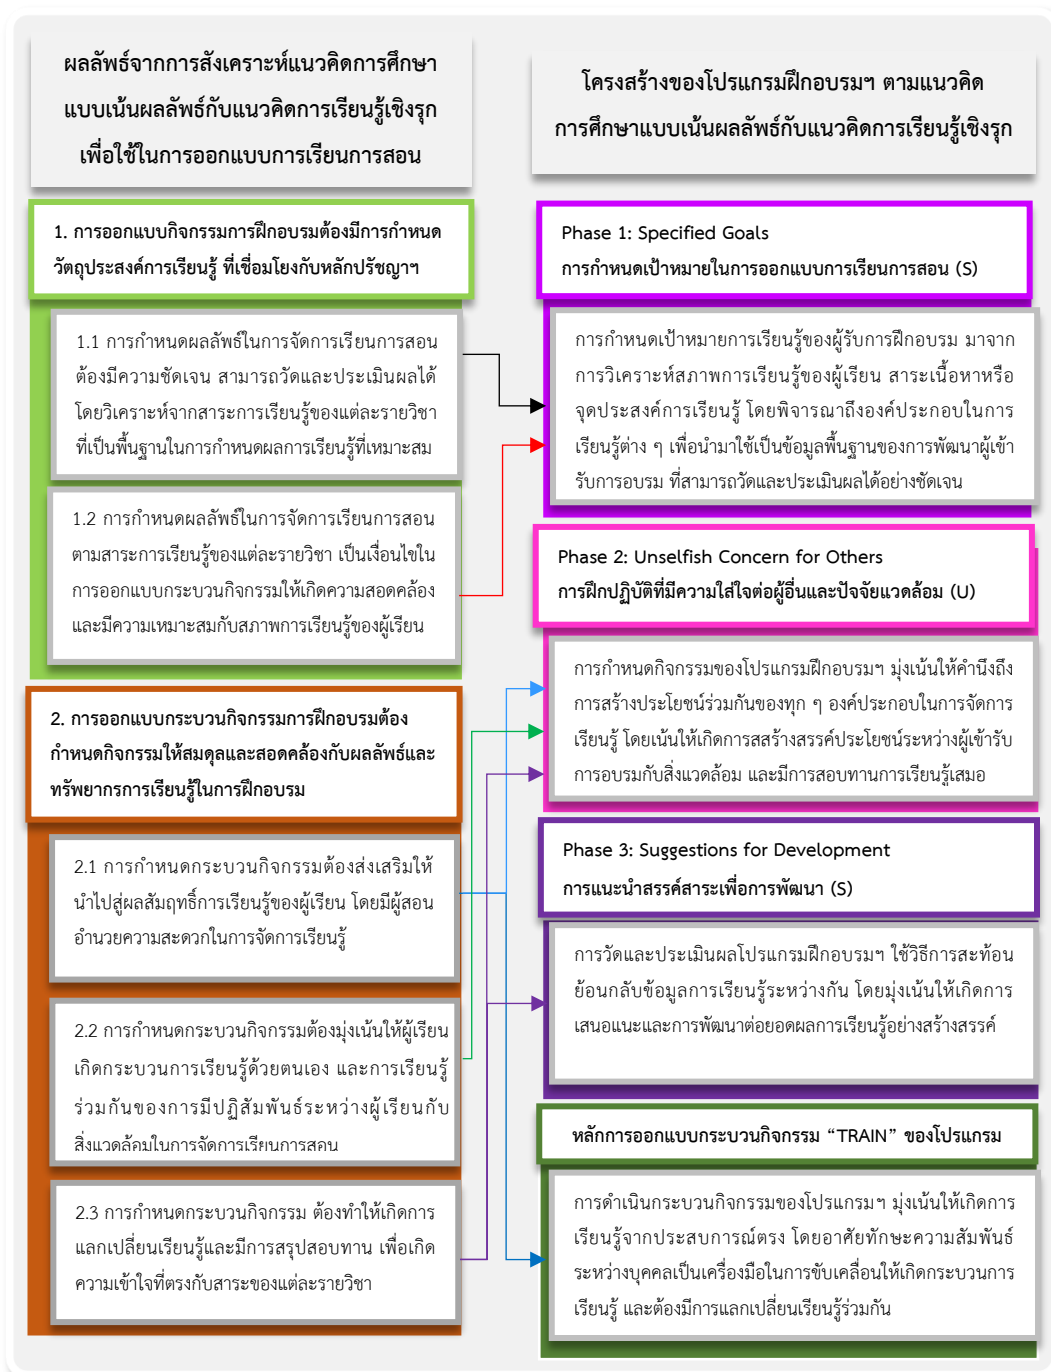 ผลลัพธ์จากการสังเคราะห์แนวคิดการศึกษา
แบบเน้นผลลัพธ์กับแนวคิดการเรียนรู้เชิงรุก
เพื่อใช้ในการออกแบบการเรียนการสอน
1. การออกแบบกิจกรรมการฝึกอบรมต้องมีการกำหนด
วัตถุประสงค์การเรียนรู้ ที่เชื่อมโยงกับหลักปรัชญาฯ
1.1 การกำหนดผลลัพธ์ในการจัดการเรียนการสอน
ต้องมีความชัดเจน สามารถวัดและประเมินผลได้
โดยวิเคราะห์จากสาระการเรียนรู้ของแต่ละรายวิชา
ที่เป็นพื้นฐานในการกำหนดผลการเรียนรู้ที่เหมาะสม
1.2 การกำหนดผลลัพธ์ในการจัดการเรียนการสอน
ตามสาระการเรียนรู้ของแต่ละรายวิชา เป็นเงื่อนไขใน
การออกแบบกระบวนกิจกรรมให้เกิดความสอดคล้อง
และมีความเหมาะสมกับสภาพการเรียนรู้ของผู้เรียน
2. การออกแบบกระบวนกิจกรรมการฝึกอบรมต้อง
กำหนดกิจกรรมให้สมดุลและสอดคล้องกับผลลัพธ์และ
ทรัพยากรการเรียนรู้ในการฝึกอบรม
2.1 การกำหนดกระบวนกิจกรรมต้องส่งเสริมให้
นำไปสู่ผลสัมฤทธิ์การเรียนรู้ของผู้เรียน โดยมีผู้สอน
อำนวยความสะดวกในการจัดการเรียนรู้
2.2 การกำหนดกระบวนกิจกรรมต้องมุ่งเน้นให้ผู้เรียน
เกิดกระบวนการเรียนรู้ด้วยตนเอง และการเรียนรู้
ร่วมกันของการมีปฏิสัมพันธ์ระหว่างผู้เรียนกับ
สิ่งแวดล้อมในการจัดการเรียนการสอน
2.3 การกำหนดกระบวนกิจกรรม ต้องทำให้เกิดการ
แลกเปลี่ยนเรียนรู้และมีการสรุปสอบทาน เพื่อเกิด
ความเข้าใจที่ตรงกับสาระของแต่ละรายวิชา
โครงสร้างของโปรแกรมฝึกอบรมฯ ตามแนวคิด
การศึกษาแบบเน้นผลลัพธ์กับแนวคิดการเรียนรู้เชิงรุก
Phase 1: Specified Goals
การกำหนดเป้าหมายในการออกแบบการเรียนการสอน (S)
การกำหนดเป้าหมายการเรียนรู้ของผู้รับการฝึกอบรม มาจาก
การวิเคราะห์สภาพการเรียนรู้ของผู้เรียน สาระเนื้อหาหรือ
จุดประสงค์การเรียนรู้ โดยพิจารณาถึงองค์ประกอบในการ
เรียนรู้ต่าง ๆ เพื่อนำมาใช้เป็นข้อมูลพื้นฐานของการพัฒนาผู้เข้า
รับการอบรม ที่สามารถวัดและประเมินผลได้อย่างชัดเจน
Phase 2: Unselfish Concern for Others
การฝึกปฏิบัติที่มีความใส่ใจต่อผู้อื่นและปัจจัยแวดล้อม (U)
การกำหนดกิจกรรมของโปรแกรมฝึกอบรมฯ มุ่งเน้นให้คำนึงถึง
การสร้างประโยชน์ร่วมกันของทุก ๆ องค์ประกอบในการจัดการ
เรียนรู้ โดยเน้นให้เกิดการสสร้างสรรค์ประโยชน์ระหว่างผู้เข้ารับ
การอบรมกับสิ่งแวดล้อม และมีการสอบทานการเรียนรู้เสมอ
Phase 3: Suggestions for Development
การแนะนำสรรค์สาระเพื่อการพัฒนา (S)
การวัดและประเมินผลโปรแกรมฝึกอบรมฯ ใช้วิธีการสะท้อน
ย้อนกลับข้อมูลการเรียนรู้ระหว่างกัน โดยมุ่งเน้นให้เกิดการ
เสนอแนะและการพัฒนาต่อยอดผลการเรียนรู้อย่างสร้างสรรค์
หลักการออกแบบกระบวนกิจกรรม “TRAIN” ของโปรแกรม
การดำเนินกระบวนกิจกรรมของโปรแกรมฯ มุ่งเน้นให้เกิดการ
เรียนรู้จากประสบการณ์ตรง โดยอาศัยทักษะความสัมพันธ์
ระหว่างบุคคลเป็นเครื่องมือในการขับเคลื่อนให้เกิดกระบวนการ
เรียนรู้ และต้องมีการแลกเปลี่ยนเรียนรู้ร่วมกัน